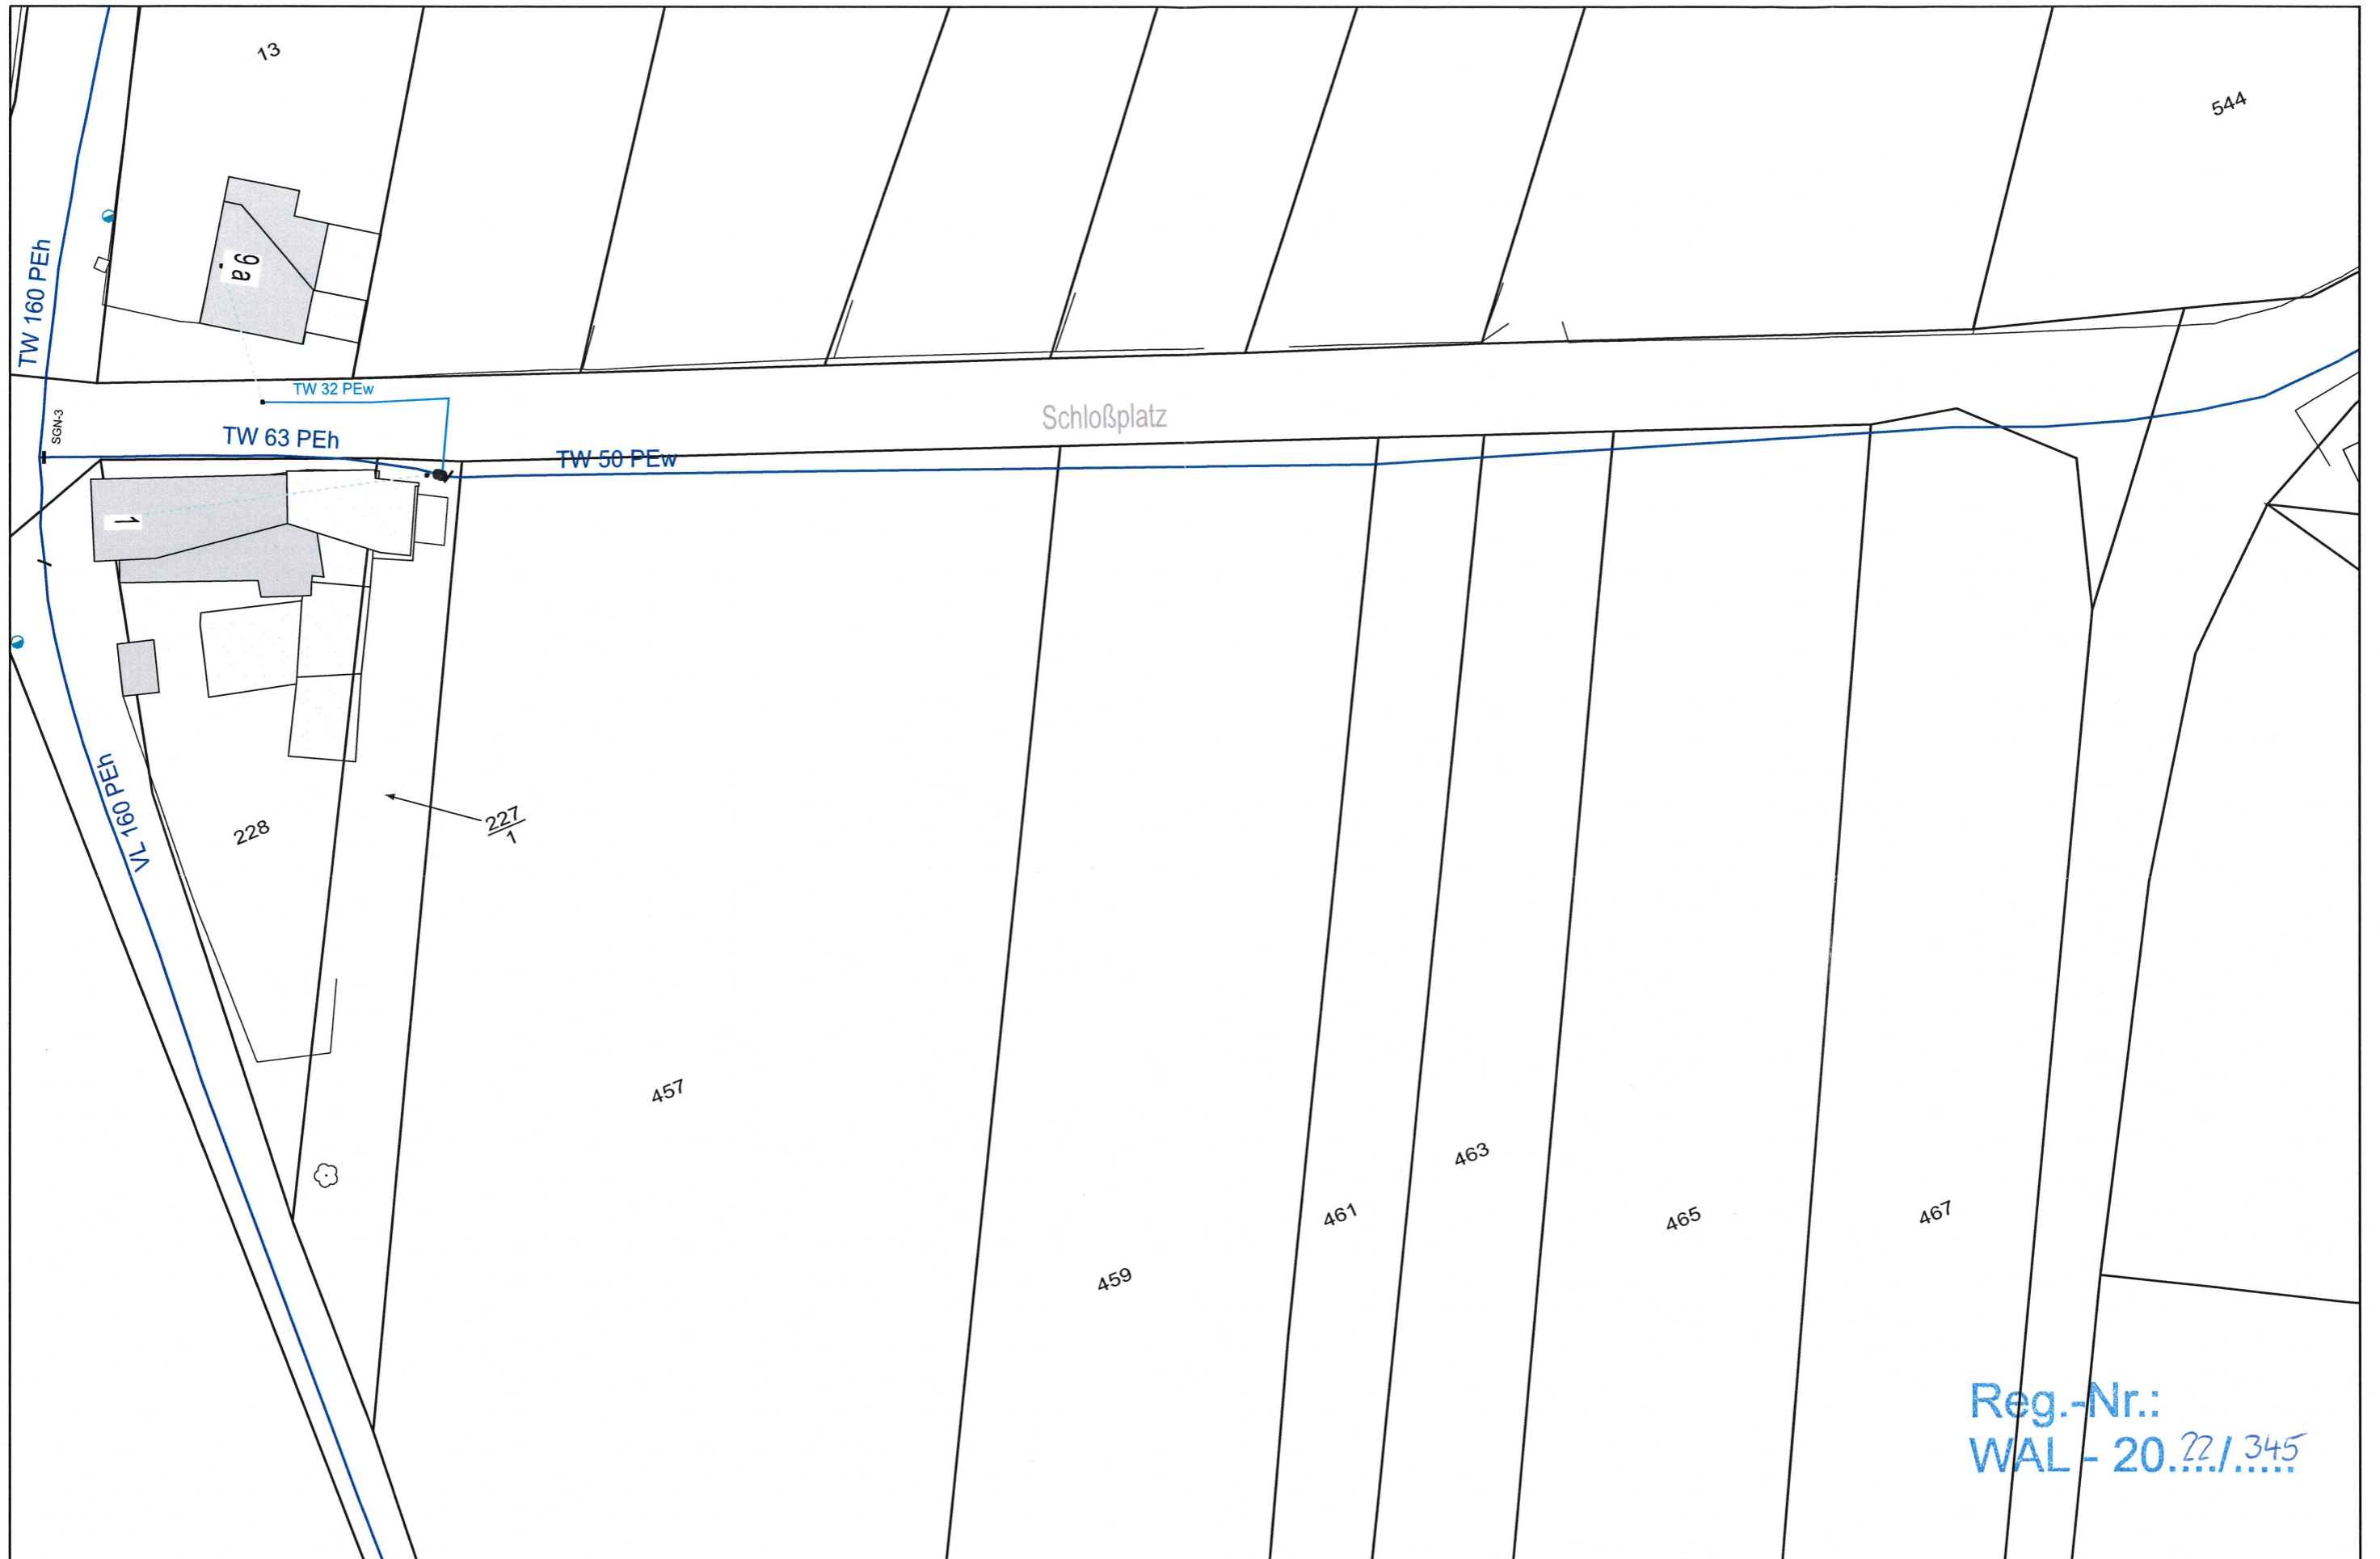 13
544
TW 160 PEh
9a
TW 32 PEw
SGN-3
TW 63 PEh
Schloßplatz
TW 50 PEw
1
VL 160 PEh
228
227
1
457
463
461
465
467
459
Reg.-Nr.:
WAL - 20.22/.345